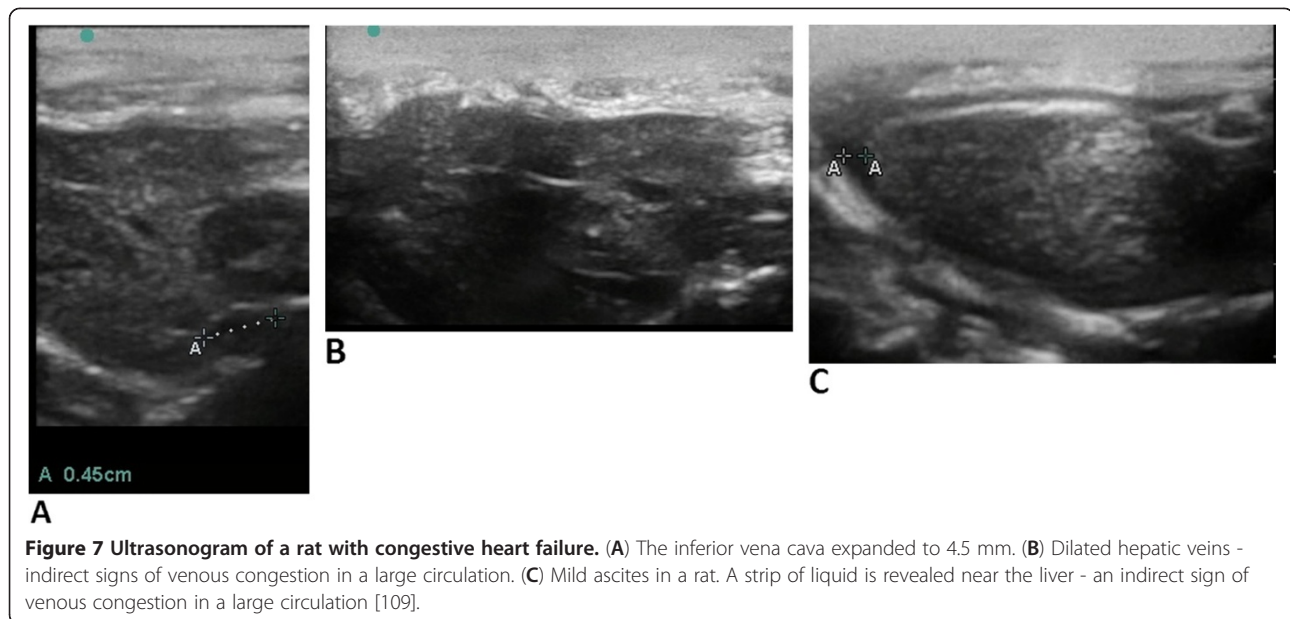 A
A 0.45cm
A
B
A A
C
Figure 7 Ultrasonogram of a rat with congestive heart failure. (A) The inferior vena cava expanded to 4.5 mm. (B) Dilated hepatic veins -
indirect signs of venous congestion in a large circulation. (C) Mild ascites in a rat. A strip of liquid is revealed near the liver - an indirect sign of
venous congestion in a large circulation [109].